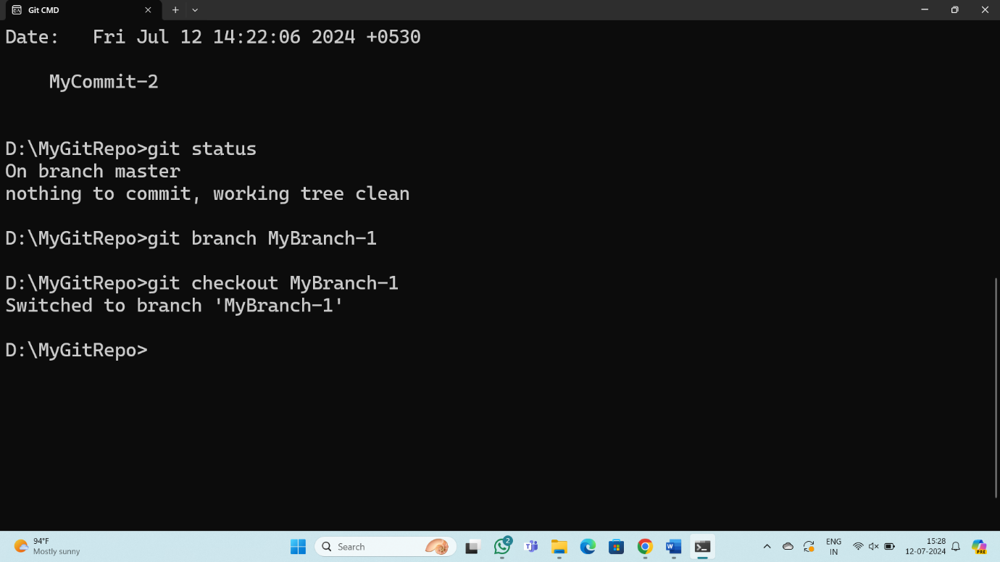 Git CMD
Date:   Fri Jul 12 14:22:06 2024 +0530
    MyCommit-2
D:\MyGitRepo>git status
On branch master
nothing to commit, working tree clean
D:\MyGitRepo>git branch MyBranch-1
D:\MyGitRepo>git checkout MyBranch-1
Switched to branch 'MyBranch-1'
D:\MyGitRepo>
94°F
Mostly sunny
Search
2
ENG
IN
15:28
12-07-2024
PRE